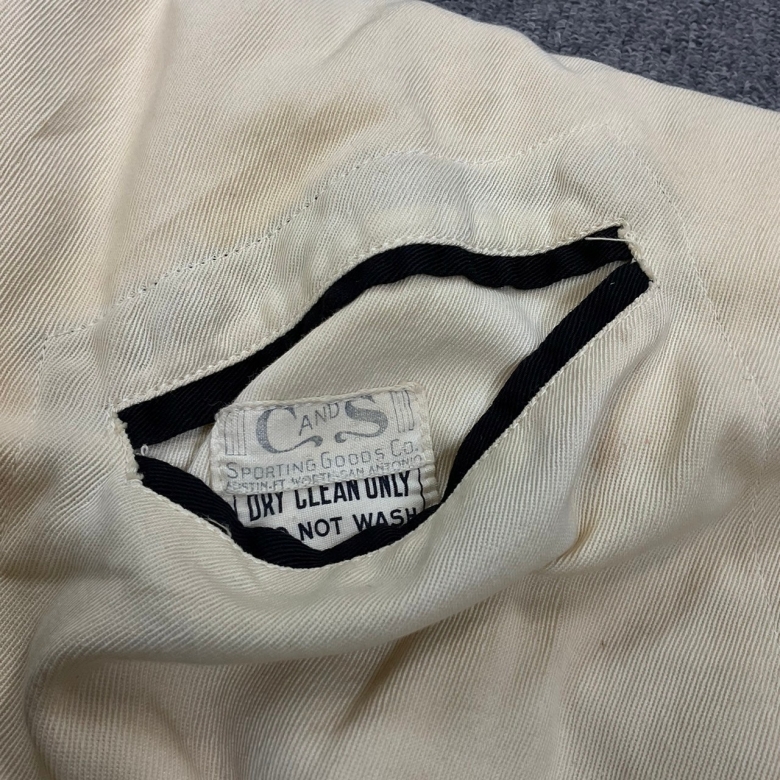 C AND S
SPORTING GOODS CO.
AUSTIN-FT. WORTH-SAN ANTONIO
DRY CLEAN ONLY
NOT WASH